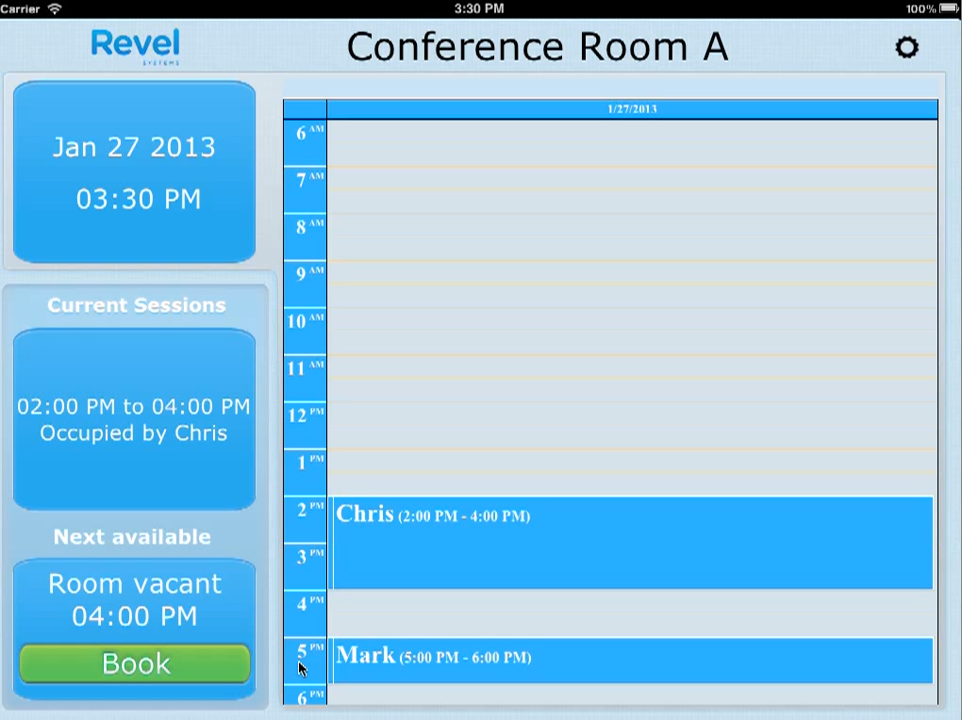 Carrier 3:30 PM 100%
Revel
SYSTEMS
Conference Room A
Jan 27 2013
03:30 PM
Current Sessions
02:00 PM to 04:00 PM
Occupied by Chris
Next available
Room vacant
04:00 PM
Book
1/27/2013
6 AM
7 AM
8 AM
9 AM
10 AM
11 AM
12 PM
1 PM
2 PM
Chris (2:00 PM - 4:00 PM)
3 PM
4 PM
5 PM
Mark (5:00 PM - 6:00 PM)
6 PM